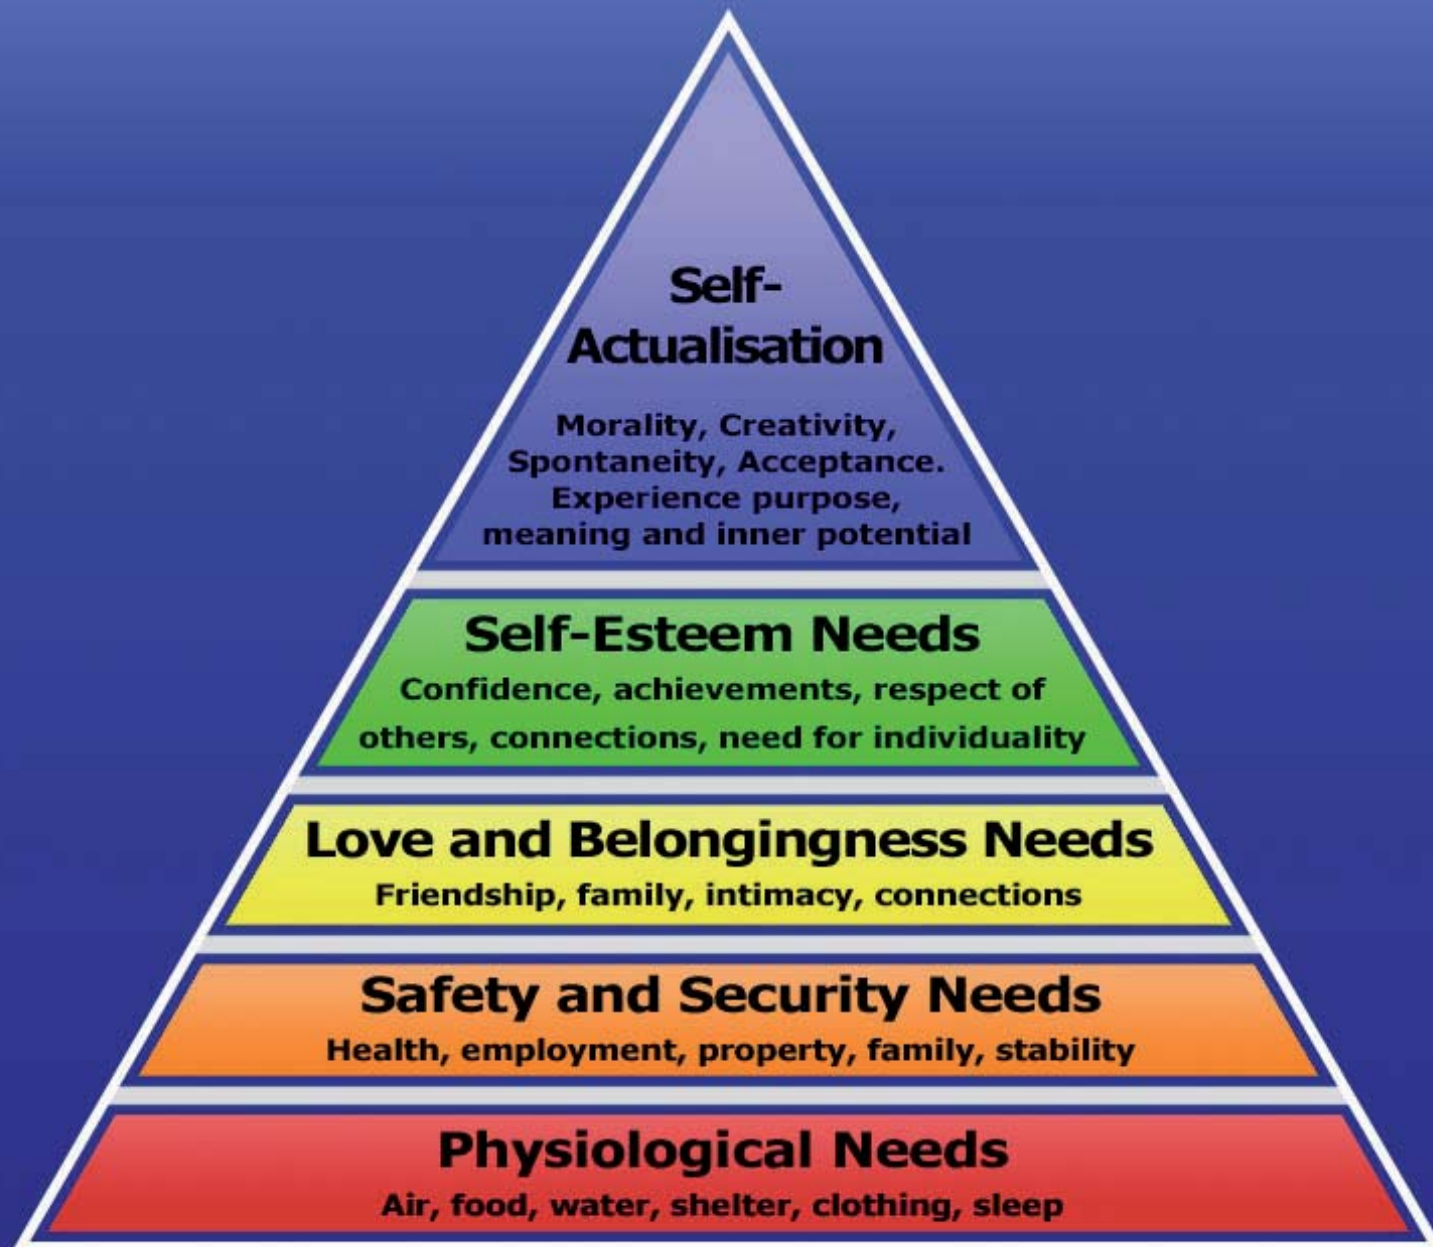 Self-
Actualisation
Morality, Creativity,
Spontaneity, Acceptance.
Experience purpose,
meaning and inner potential
Self-Esteem Needs
Confidence, achievements, respect of
others, connections, need for individuality
Love and Belongingness Needs
Friendship, family, intimacy, connections
Safety and Security Needs
Health, employment, property, family, stability
Physiological Needs
Air, food, water, shelter, clothing, sleep